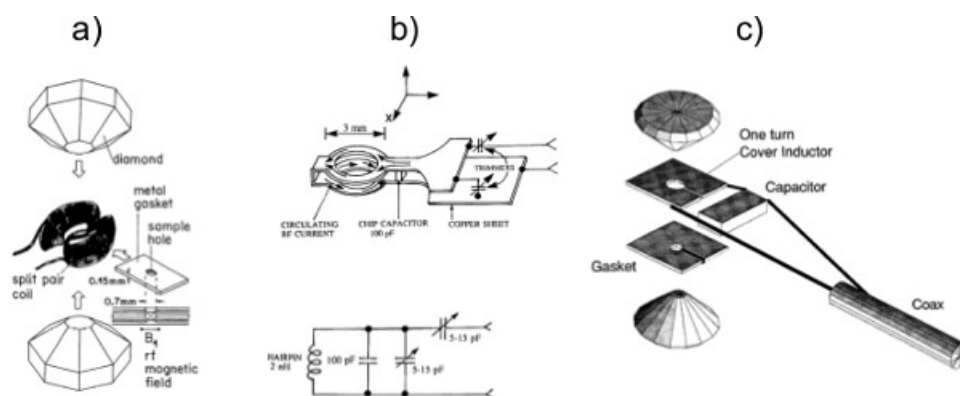 a)
diamond
metal
gasket
sample
hole
split pair
coil
0.15mm
0.7mm
B₁
rf
magnetic
field
b)
X
3 mm
TRIMMERS
CIRCULATING
RF CURRENT
CHIP CAPACITOR
100 pF
COPPER SHEET
HAIRPIN
2 nH
100 pF
5-15 pF
5-15 pF
c)
One turn
Cover Inductor
Capacitor
Gasket
Coax